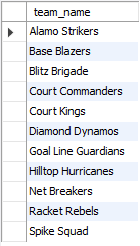 team_name
Alamo Strikers
Base Blazers
Blitz Brigade
Court Commanders
Court Kings
Diamond Dynamos
Goal Line Guardians
Hilltop Hurricanes
Net Breakers
Racket Rebels
Spike Squad